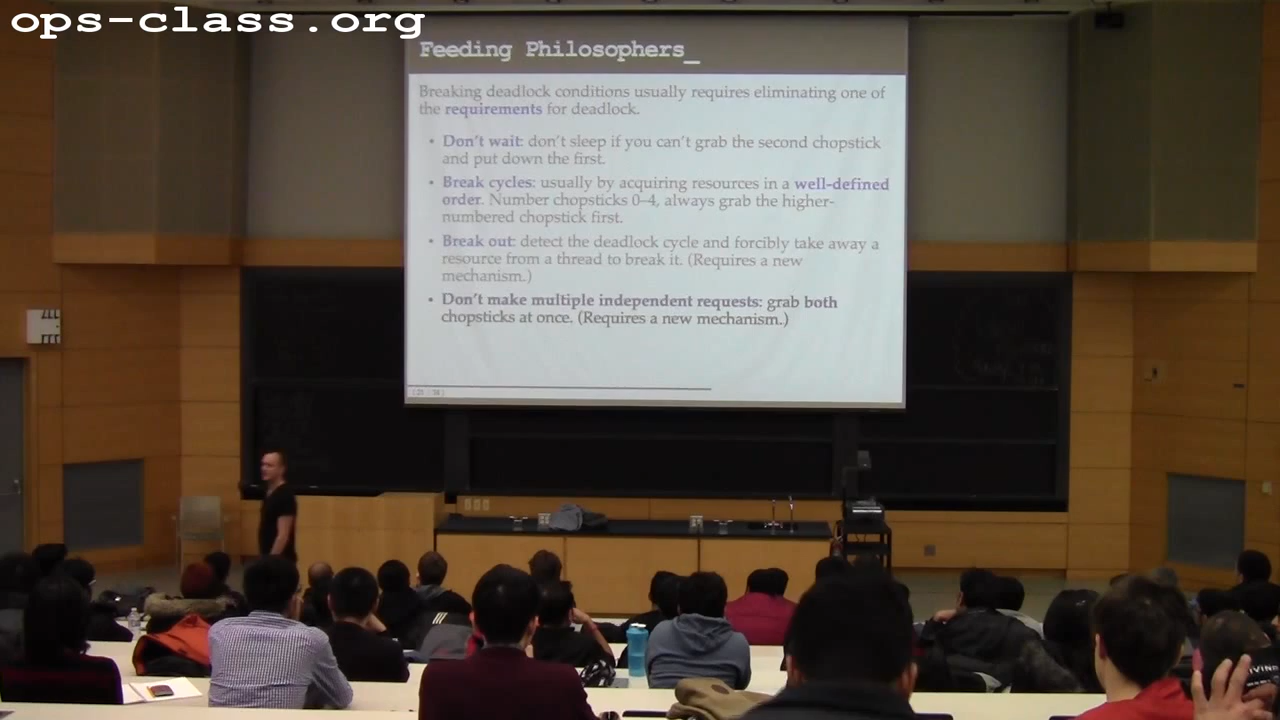 ops-class.org
Feeding Philosophers_
Breaking deadlock conditions usually requires eliminating one of
the requirements for deadlock.
• Don't wait: don't sleep if you can't grab the second chopstick
and put down the first.
• Break cycles: usually by acquiring resources in a well-defined
order. Number chopsticks 0–4, always grab the higher-
numbered chopstick first.
• Break out: detect the deadlock cycle and forcibly take away a
resource from a thread to break it. (Requires a new
mechanism.)
• Don't make multiple independent requests: grab both
chopsticks at once. (Requires a new mechanism.)